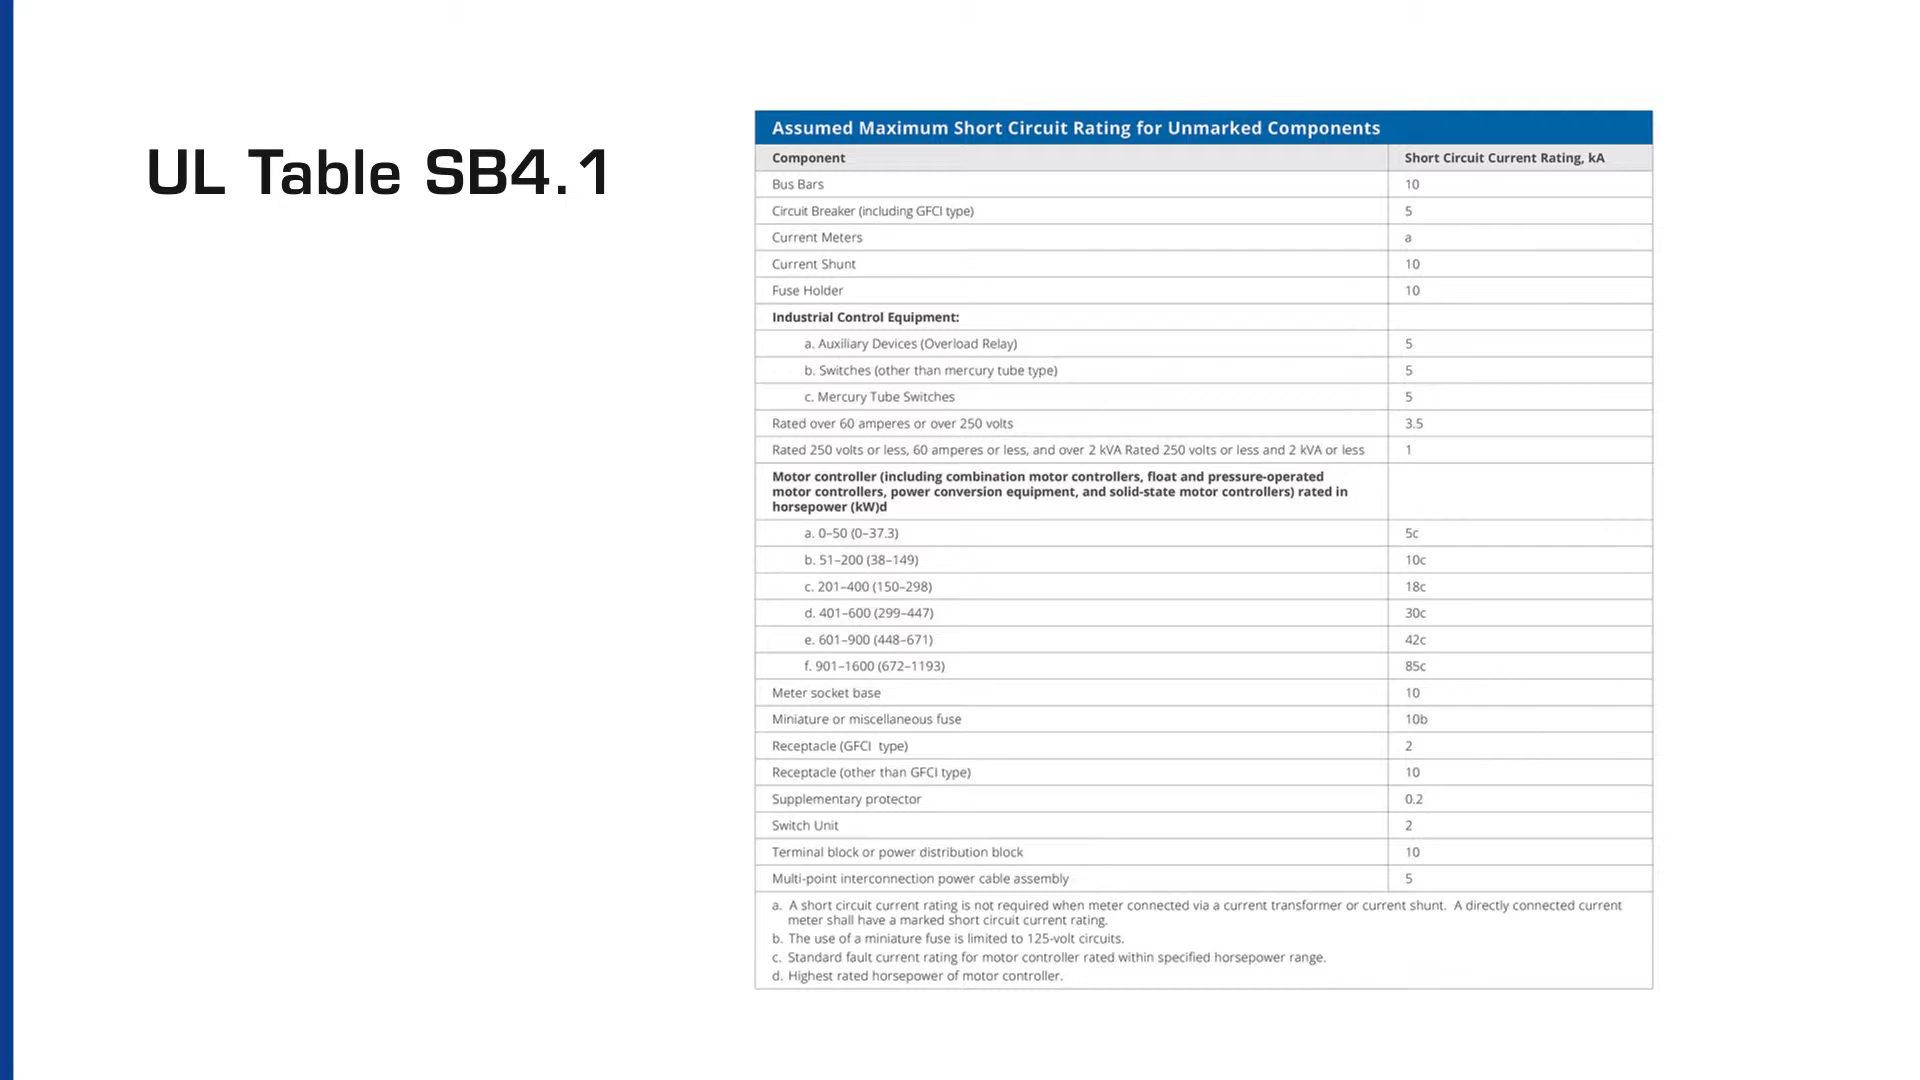 UL Table SB4.1
Assumed Maximum Short Circuit Rating for Unmarked Components
Component Short Circuit Current Rating, kA
Bus Bars 10
Circuit Breaker (including GFCI type) 5
Current Meters a
Current Shunt 10
Fuse Holder 10
Industrial Control Equipment:
a. Auxiliary Devices (Overload Relay) 5
b. Switches (other than mercury tube type) 5
c. Mercury Tube Switches 5
Rated over 60 amperes or over 250 volts 3.5
Rated 250 volts or less, 60 amperes or less, and over 2 kVA Rated 250 volts or less and 2 kVA or less 1
Motor controller (including combination motor controllers, float and pressure-operated
motor controllers, power conversion equipment, and solid-state motor controllers) rated in
horsepower (kW)d
a. 0–50 (0–37.3) 5c
b. 51–200 (38–149) 10c
c. 201–400 (150–298) 18c
d. 401–600 (299–447) 30c
e. 601–900 (448–671) 42c
f. 901–1600 (672–1193) 85c
Meter socket base 10
Miniature or miscellaneous fuse 10b
Receptacle (GFCI type) 2
Receptacle (other than GFCI type) 10
Supplementary protector 0.2
Switch Unit 2
Terminal block or power distribution block 10
Multi-point interconnection power cable assembly 5
a. A short circuit current rating is not required when meter connected via a current transformer or current shunt. A directly connected current
meter shall have a marked short circuit current rating.
b. The use of a miniature fuse is limited to 125-volt circuits.
c. Standard fault current rating for motor controller rated within specified horsepower range.
d. Highest rated horsepower of motor controller.